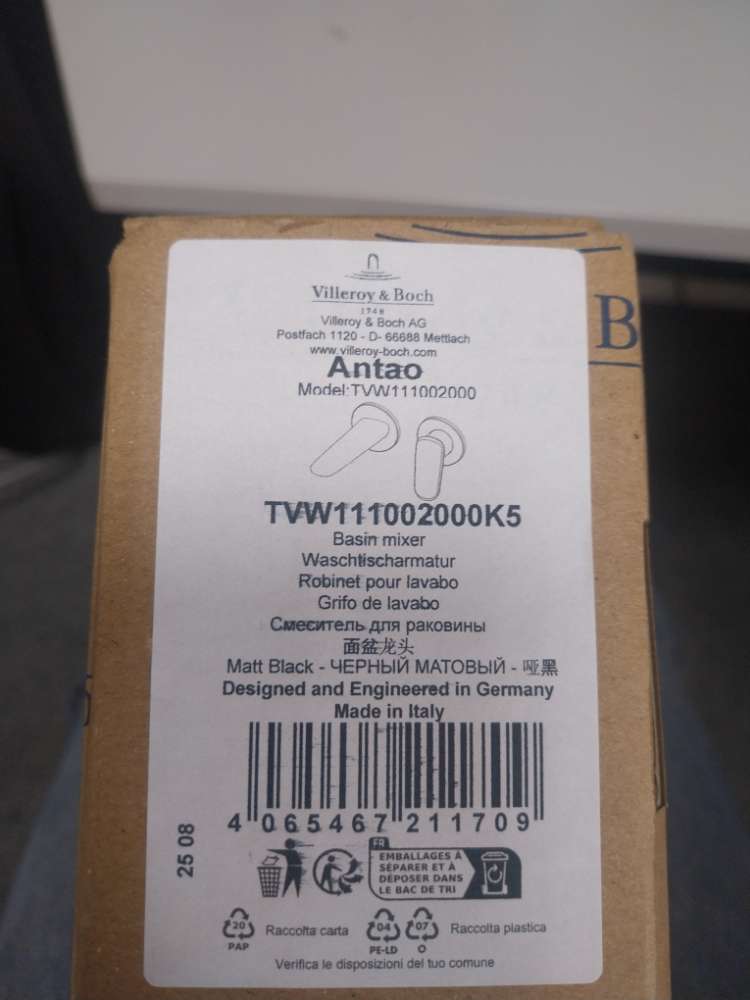 Villeroy & Boch
1748
Villeroy & Boch AG
Postfach 1120 - D- 66688 Mettlach
www.villeroy-boch.com
Antao
Model:TVW111002000
TVW111002000K5
Basin mixer
Waschtischarmatur
Robinet pour lavabo
Grifo de lavabo
Смеситель для раковины
面盆龙头
Matt Black - ЧЕРНЫЙ МАТОВЫЙ - 哑黑
Designed and Engineered in Germany
Made in Italy
4 065467 211709
25 08
FR
EMBALLAGES À
SÉPARER ET À
DÉPOSER DANS
LE BAC DE TRI
20
PAP
Raccolta carta
04
PE-LD
07
O
Raccolta plastica
Verifica le disposizioni del tuo comune
B